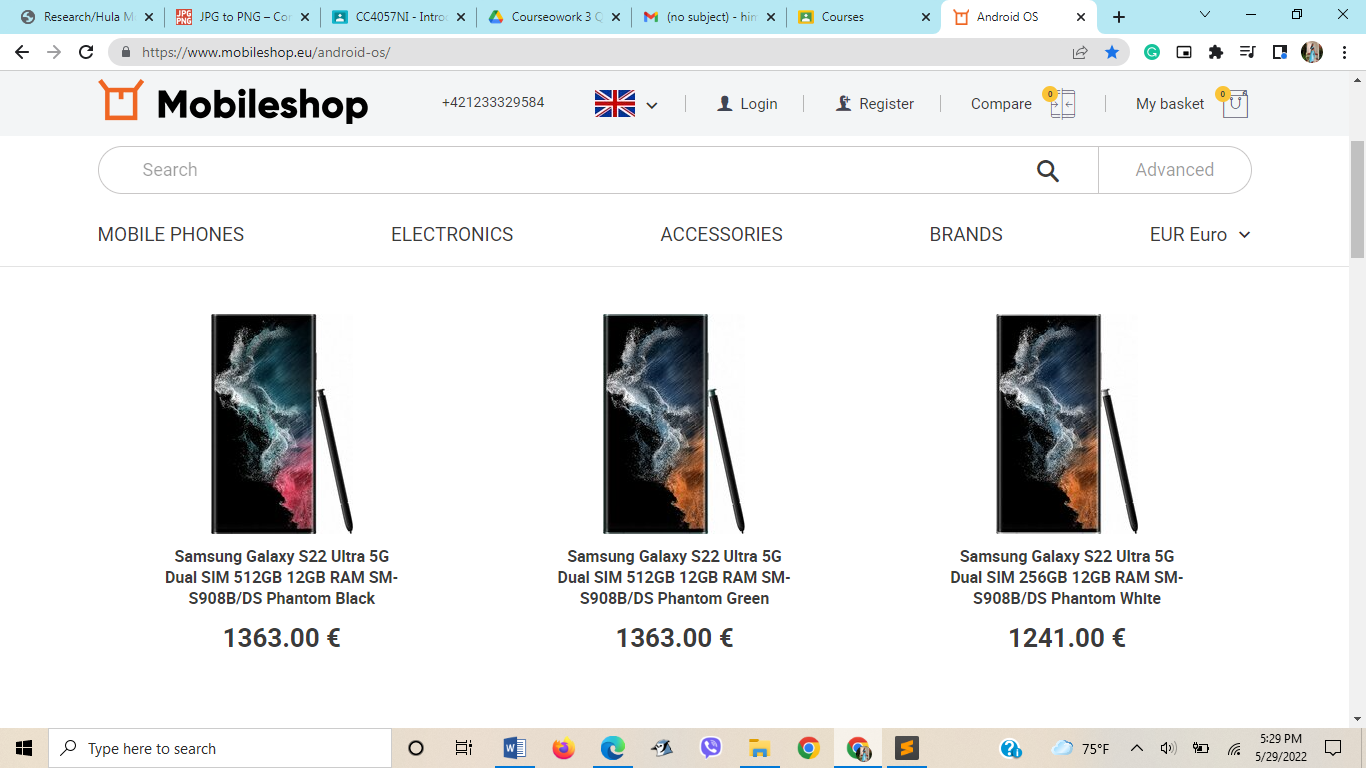 Research/Hula M
JPG to PNG – Con
CC4057NI - Intro
Courseowork 3 Q
(no subject) - hin
Courses
Android OS
https://www.mobileshop.eu/android-os/
Mobileshop
+421233329584
Login
Register
Compare
0
My basket
0
Search
Advanced
MOBILE PHONES
ELECTRONICS
ACCESSORIES
BRANDS
EUR Euro
Samsung Galaxy S22 Ultra 5G
Dual SIM 512GB 12GB RAM SM-
S908B/DS Phantom Black
1363.00 €
Samsung Galaxy S22 Ultra 5G
Dual SIM 512GB 12GB RAM SM-
S908B/DS Phantom Green
1363.00 €
Samsung Galaxy S22 Ultra 5G
Dual SIM 256GB 12GB RAM SM-
S908B/DS Phantom White
1241.00 €
Type here to search
75°F
5:29 PM
5/29/2022